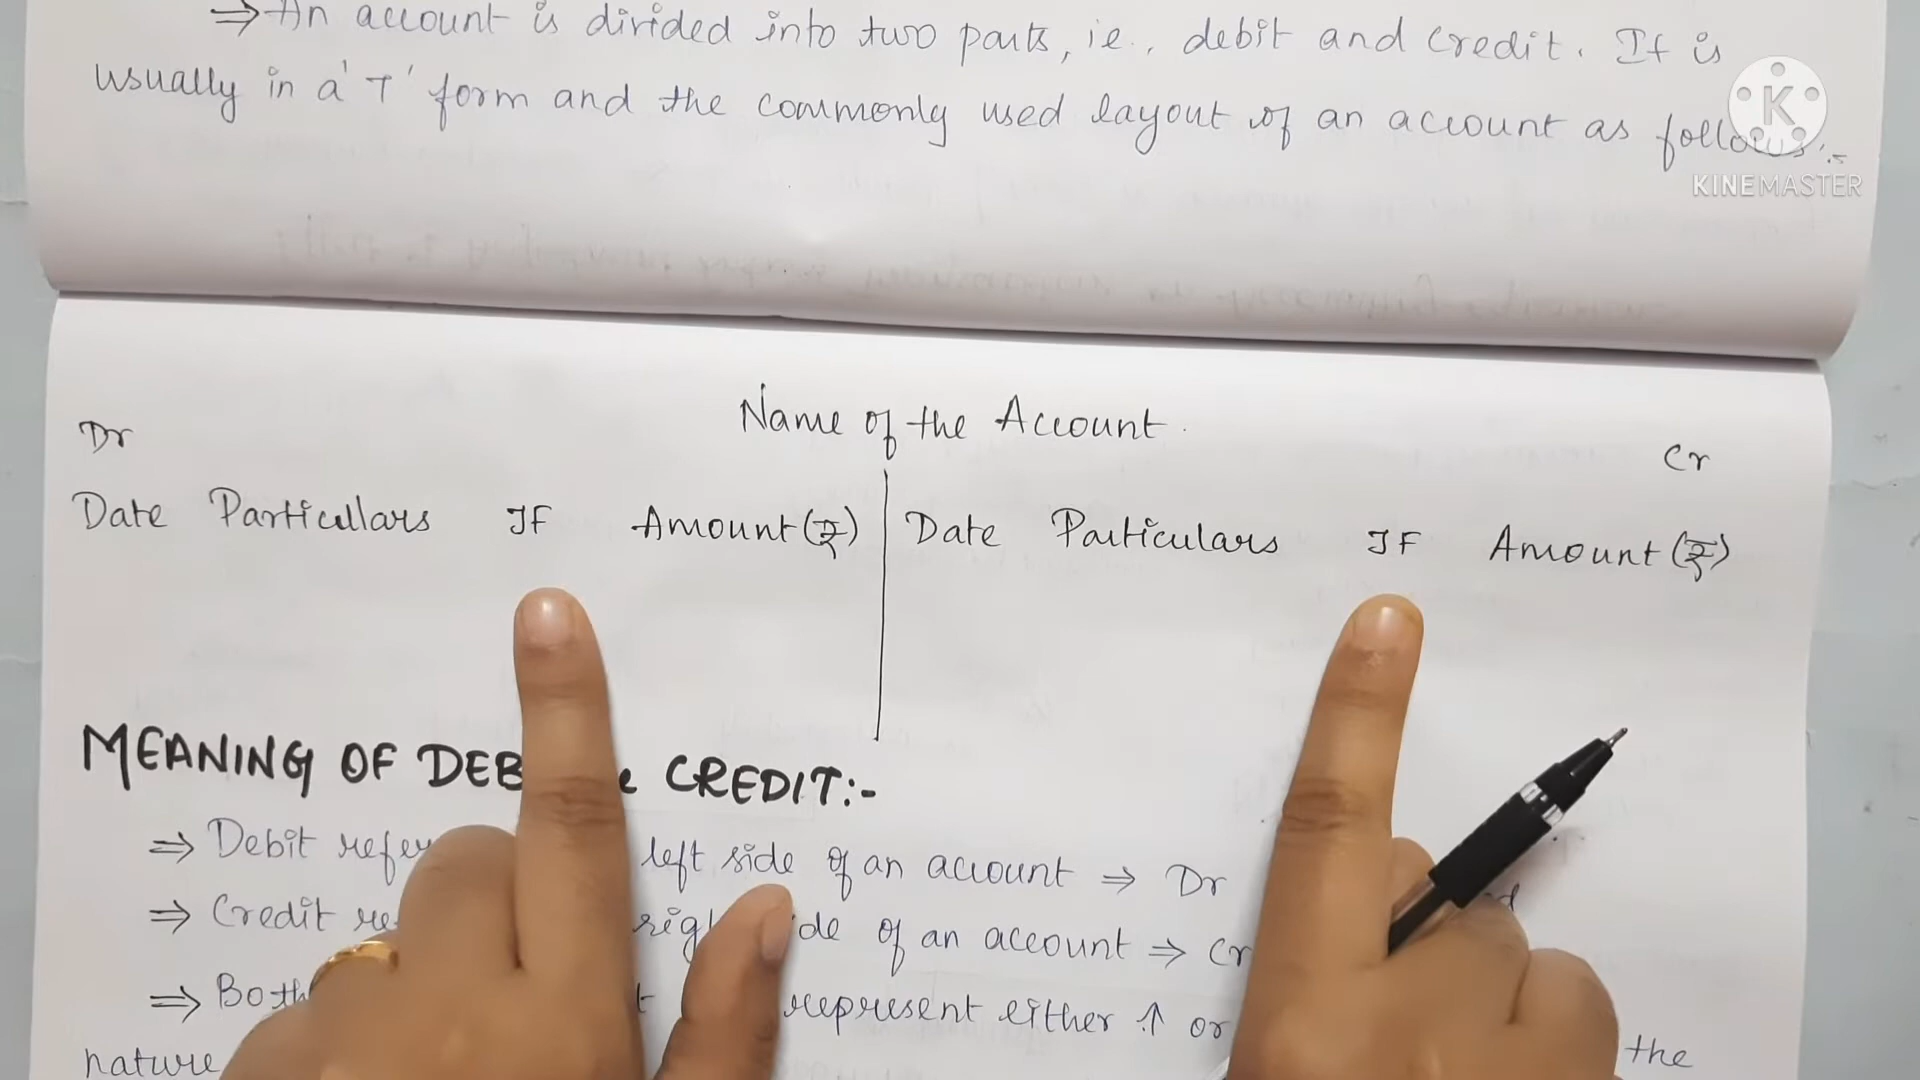 ⇒ An account is divided into two parts, i.e., debit and credit. It is
usually in a 'T' form and the commonly used layout of an account as follows:-
K
KINEMASTER
Name of the Account.
Dr
Cr
Date Particulars JF Amount(₹) Date Particulars JF Amount(₹)
MEANING OF CREDIT:-
⇒ Debit left side of an account ⇒ Dr
⇒ Credit of an account ⇒ Cr
⇒ Both represent either ↑ or
nature the